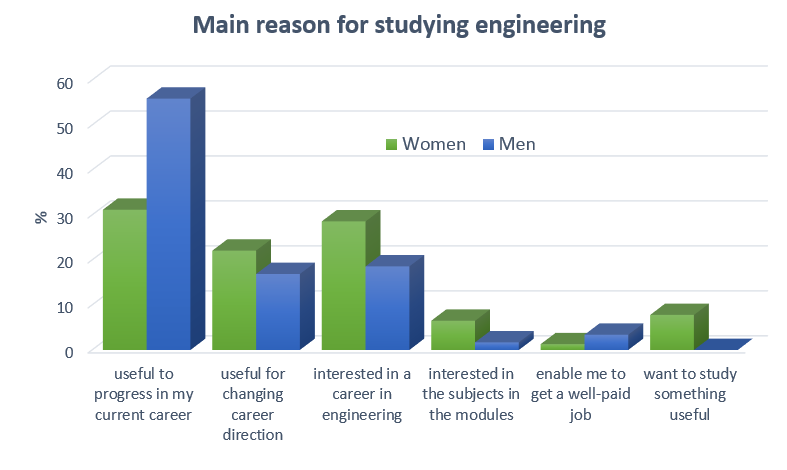 Main reason for studying engineering
60
50
40
30
20
10
0
%
Women Men
useful to
progress in my
current career
useful for
changing
career
direction
interested in a
career in
engineering
interested in
the subjects in
the modules
enable me to
get a well-paid
job
want to study
something
useful